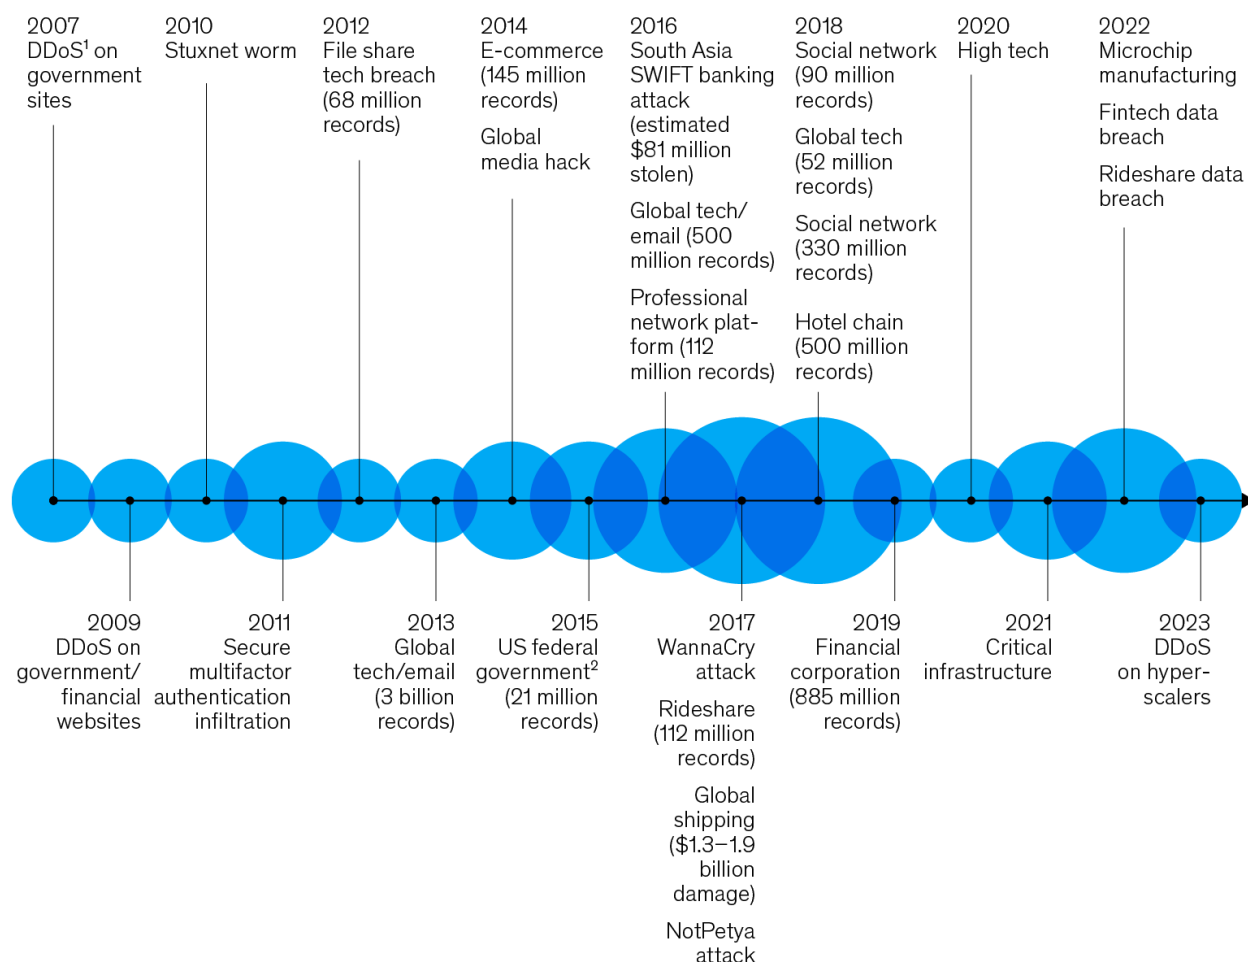 2007
DDoS¹ on
government
sites
2010
Stuxnet worm
2012
File share
tech breach
(68 million
records)
2014
E-commerce
(145 million
records)
Global
media hack
2016
South Asia
SWIFT banking
attack
(estimated
$81 million
stolen)
Global tech/
email (500
million records)
Professional
network plat-
form (112
million records)
2018
Social network
(90 million
records)
Global tech
(52 million
records)
Social network
(330 million
records)
Hotel chain
(500 million
records)
2020
High tech
2022
Microchip
manufacturing
Fintech data
breach
Rideshare data
breach
2009
DDoS on
government/
financial
websites
2011
Secure
multifactor
authentication
infiltration
2013
Global
tech/email
(3 billion
records)
2015
US federal
government²
(21 million
records)
2017
WannaCry
attack
Rideshare
(112 million
records)
Global
shipping
($1.3–1.9
billion
damage)
NotPetya
attack
2019
Financial
corporation
(885 million
records)
2021
Critical
infrastructure
2023
DDoS
on hyper-
scalers